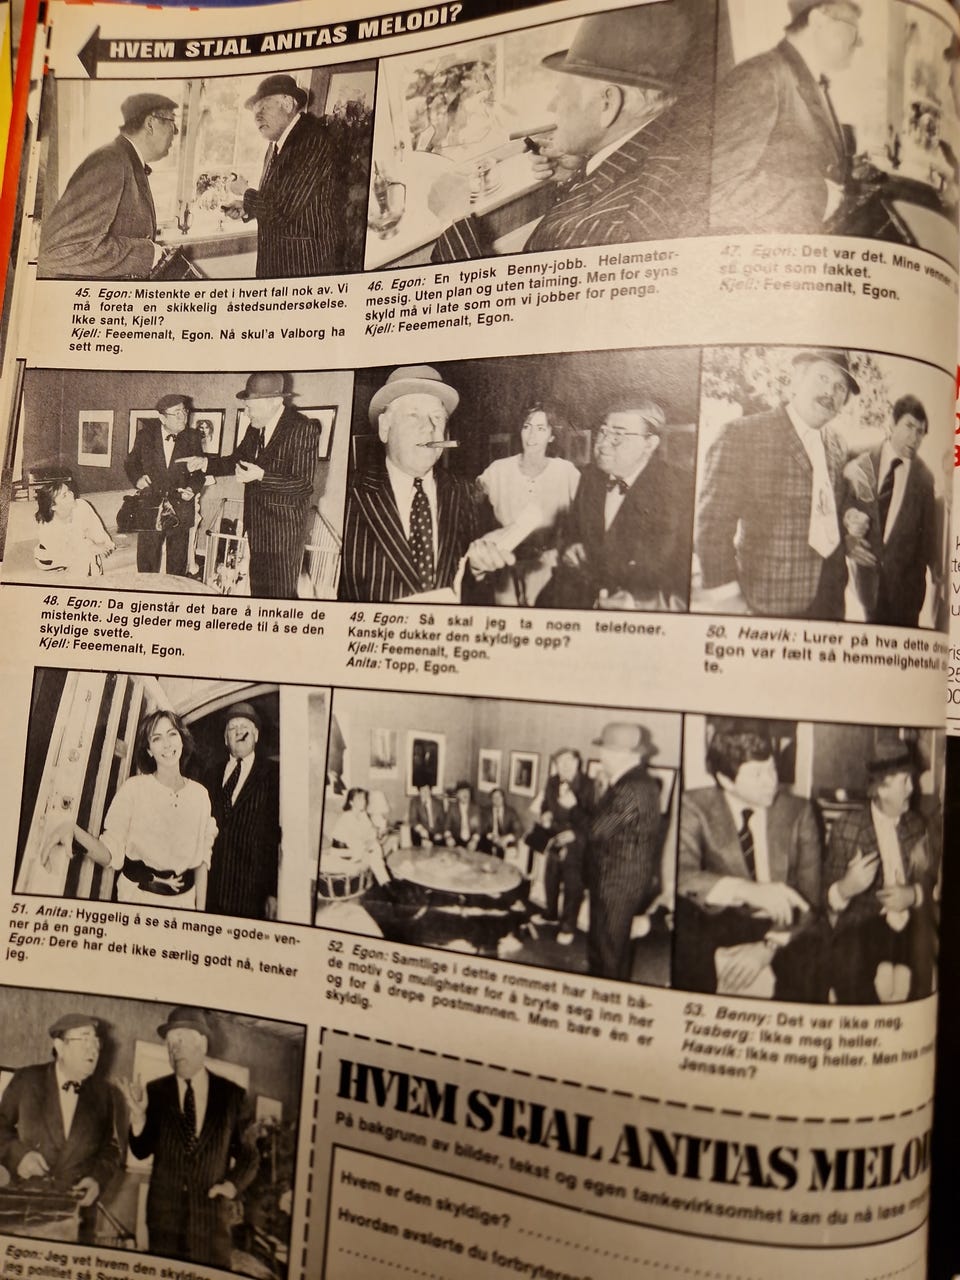 HVEM STJAL ANITAS MELODI?
45. Egon: Mistenkte er det i hvert fall nok av. Vi
må foreta en skikkelig åstedsundersøkelse.
Ikke sant, Kjell?
Kjell: Feeemenalt, Egon. Nå skul'a Valborg ha
sett meg.
46. Egon: En typisk Benny-jobb. Helamatør-
messig. Uten plan og uten taiming. Men for syns
skyld må vi late som om vi jobber for penga.
Kjell: Feeemenalt, Egon.
47. Egon: Det var det. Mine venner
så godt som fakket.
Kjell: Feeemenalt, Egon.
48. Egon: Da gjenstår det bare å innkalle de
mistenkte. Jeg gleder meg allerede til å se den
skyldige svette.
Kjell: Feeemenalt, Egon.
49. Egon: Så skal jeg ta noen telefoner.
Kanskje dukker den skyldige opp?
Kjell: Feemenalt, Egon.
Anita: Topp, Egon.
50. Haavik: Lurer på hva dette
Egon var fælt så hemmelighetsfull
te.
51. Anita: Hyggelig å se så mange «gode» ven-
ner på en gang.
Egon: Dere har det ikke særlig godt nå, tenker
jeg.
52. Egon: Samtlige i dette rommet har hatt bå-
de motiv og muligheter for å bryte seg inn her
og for å drepe postmannen. Men bare èn er
skyldig.
53. Benny: Det var ikke meg.
Tusberg: Ikke meg heller.
Haavik: Ikke meg heller. Men hva
Jenssen?
Egon: Jeg vet hvem den
jeg politiet så
HVEM STJAL ANITAS
På bakgrunn av bilder, tekst og egen tankevirksomhet kan du nå løse
Hvem er den skyldige?
Hvordan avslørte du